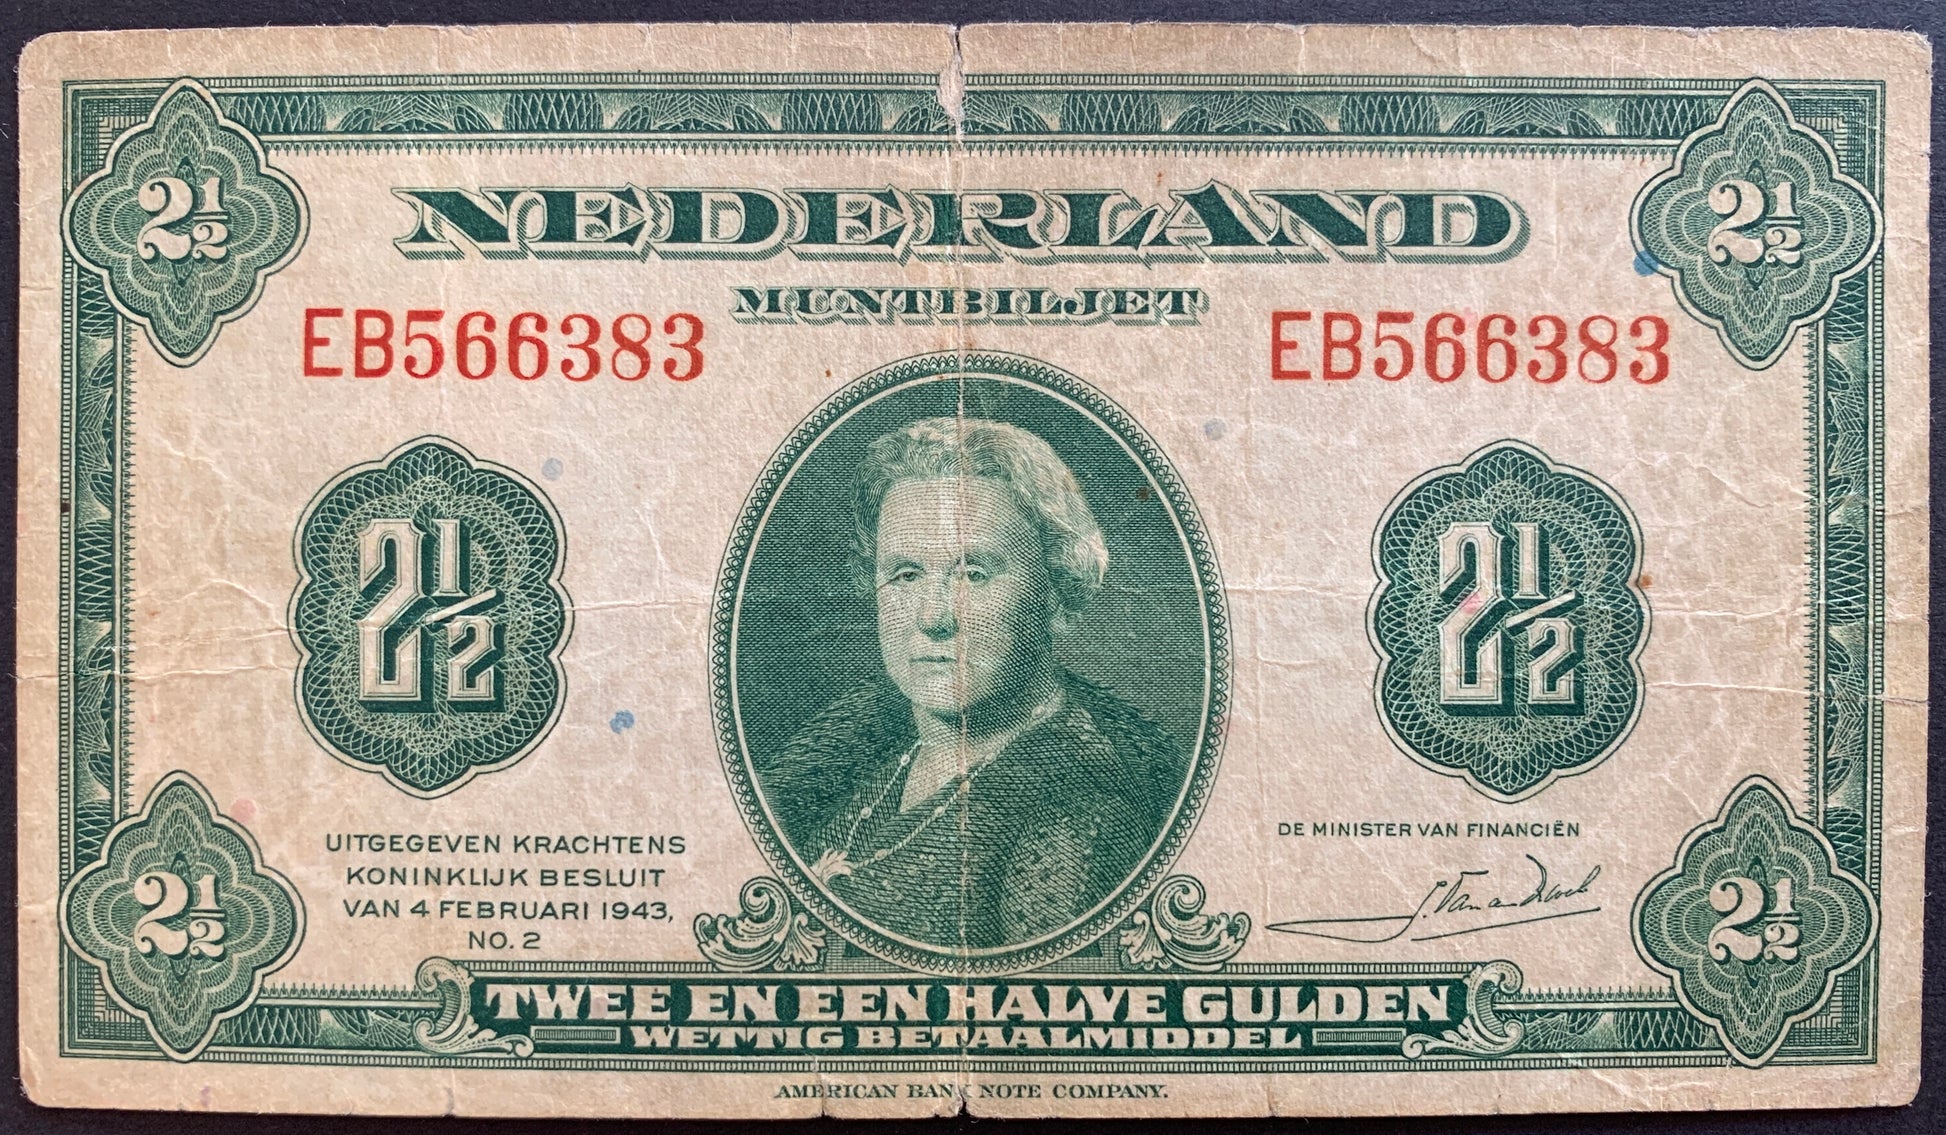 2½ 2½
NEDERLAND
MUNTBILJET
EB566383 EB566383
2½ 2½
UITGEGEVEN KRACHTENS
KONINKLIJK BESLUIT
VAN 4 FEBRUARI 1943,
NO. 2
DE MINISTER VAN FINANCIËN
2½ 2½
TWEE EN EEN HALVE GULDEN
WETTIG BETAALMIDDEL
AMERICAN BANK NOTE COMPANY.